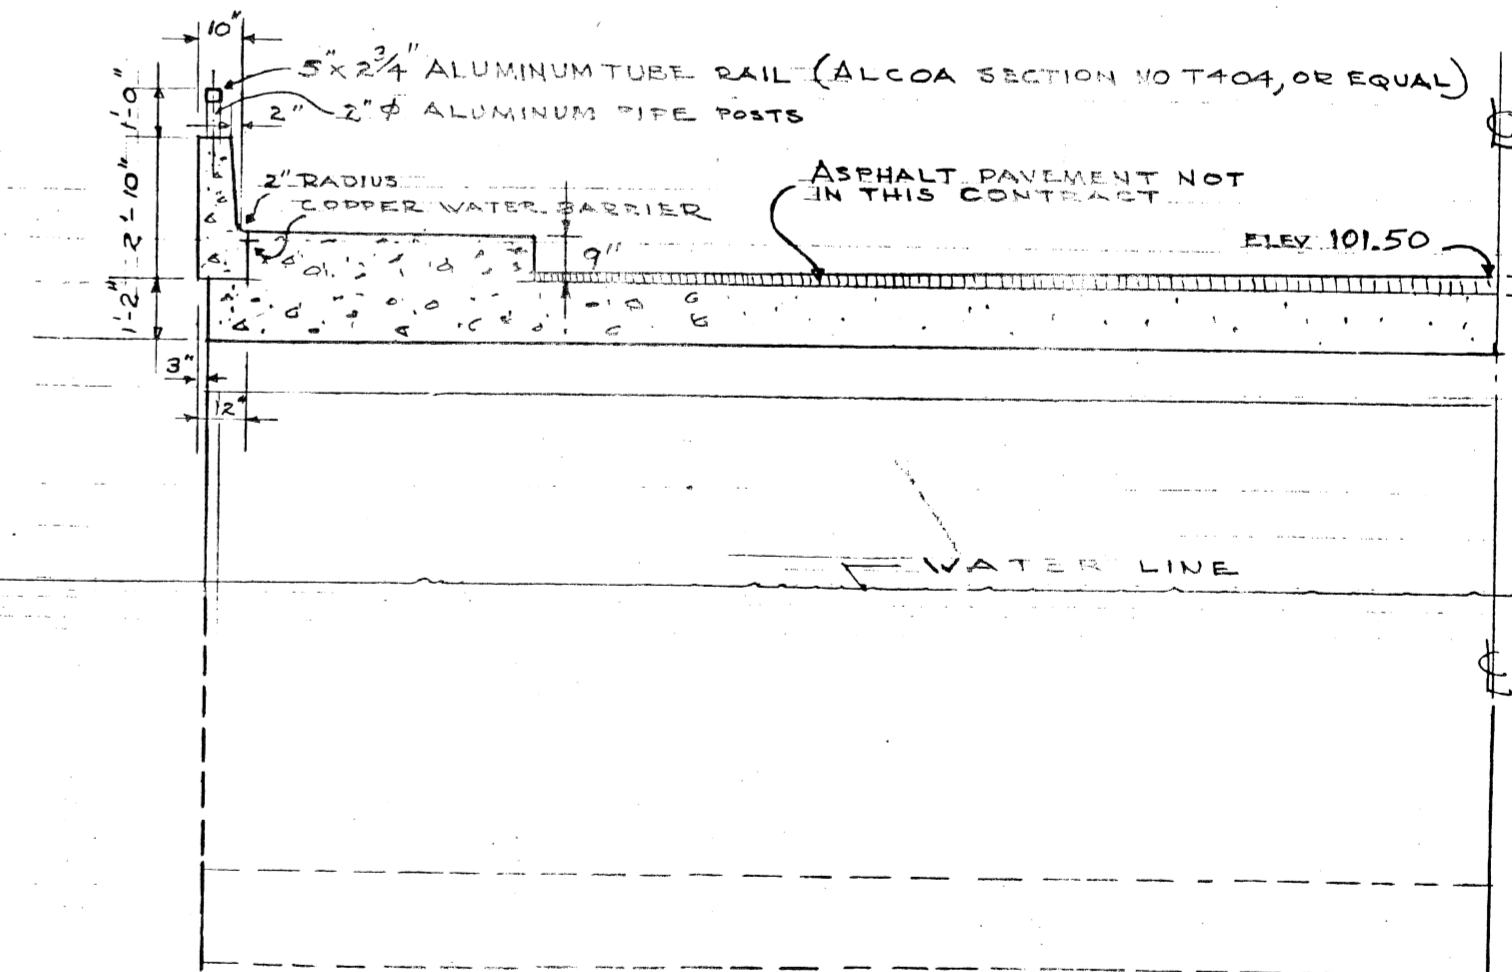 10"
5" x 2 3/4" ALUMINUM TUBE RAIL (ALCOA SECTION NO T404, OR EQUAL)
1'-0"
2"
2" ⌀ ALUMINUM PIPE POSTS
2'-10"
2" RADIUS
COPPER WATER BARRIER
ASPHALT PAVEMENT NOT
IN THIS CONTRACT
ELEV 101.50
9"
1'-2"
3"
12"
WATER LINE
℄
℄